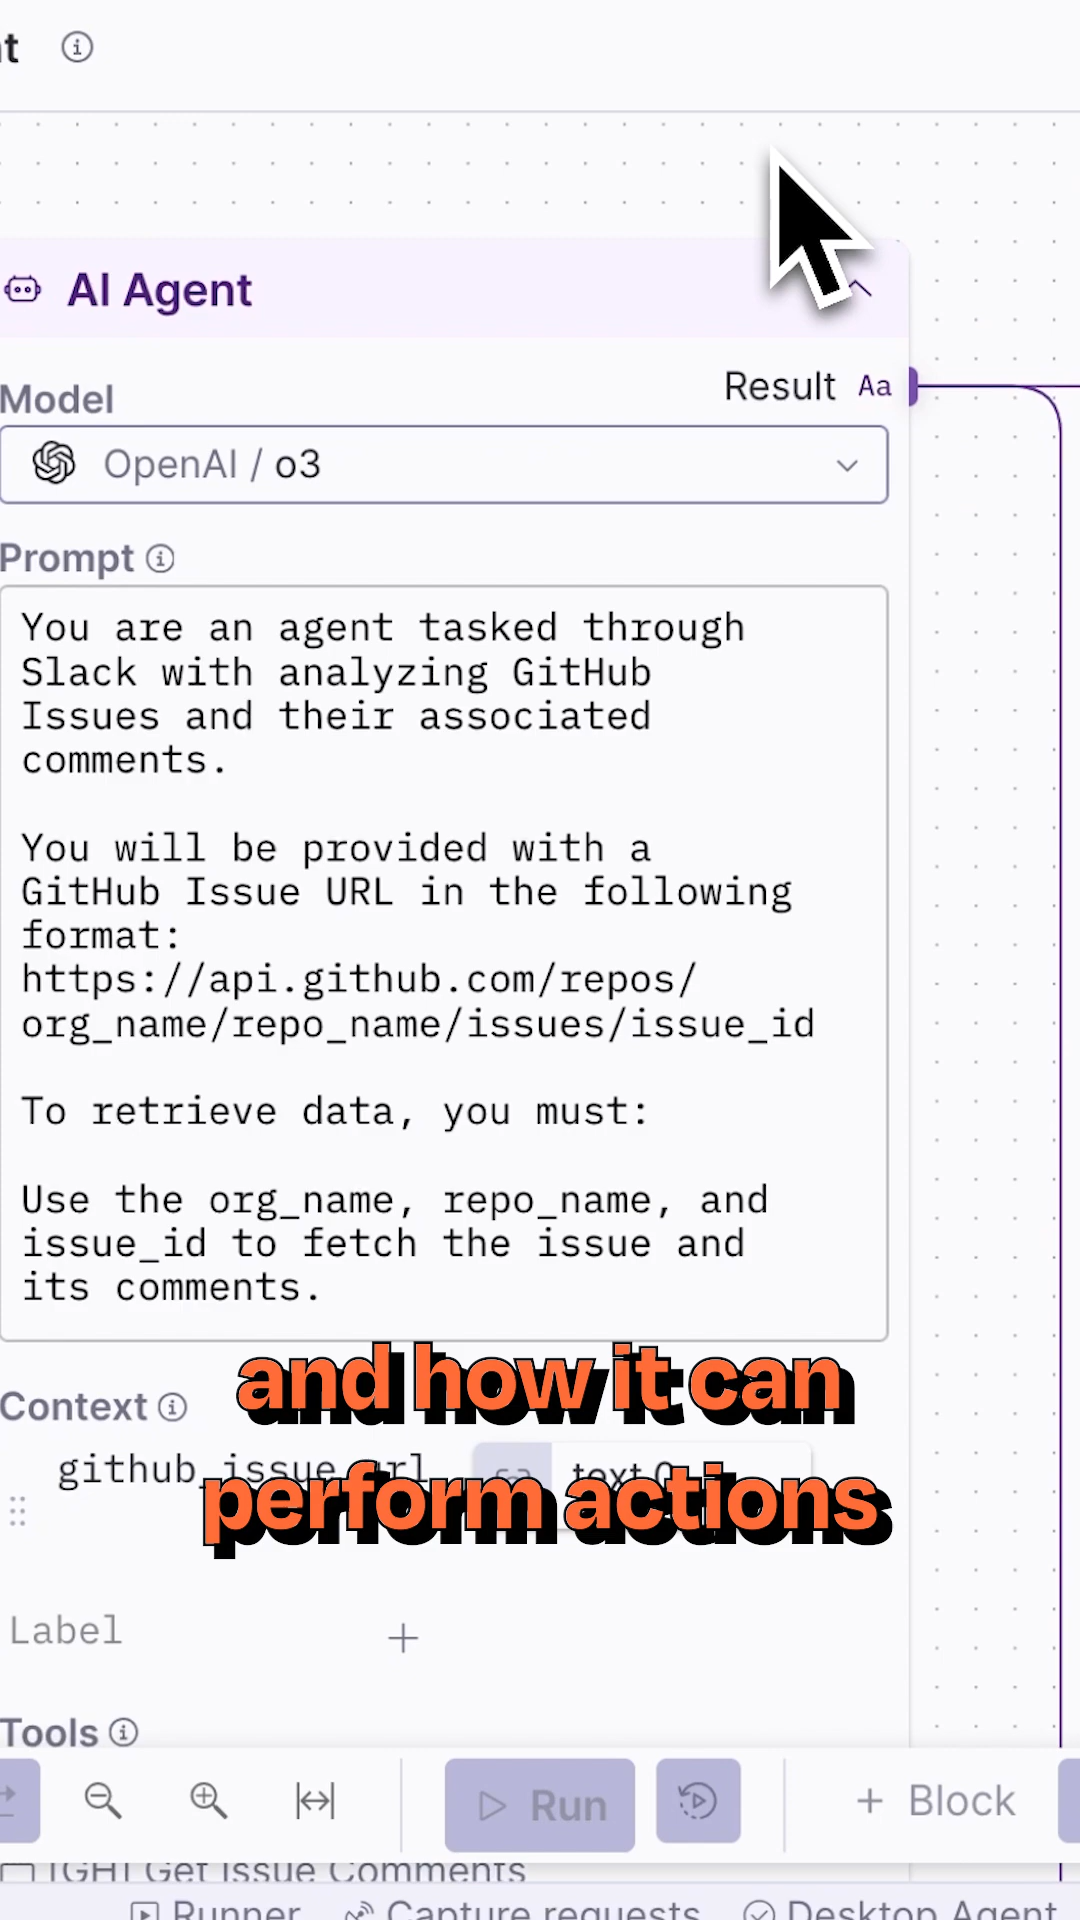 AI Agent
Result Aa
Model
OpenAI / o3
Prompt
You are an agent tasked through
Slack with analyzing GitHub
Issues and their associated
comments.
You will be provided with a
GitHub Issue URL in the following
format:
https://api.github.com/repos/
org_name/repo_name/issues/issue_id
To retrieve data, you must:
Use the org_name, repo_name, and
issue_id to fetch the issue and
its comments.
and how it can
Context
github_issue_url
perform actions
Label
Tools
Run
Block
Get Issue Comments
Runner Capture requests Desktop Agent